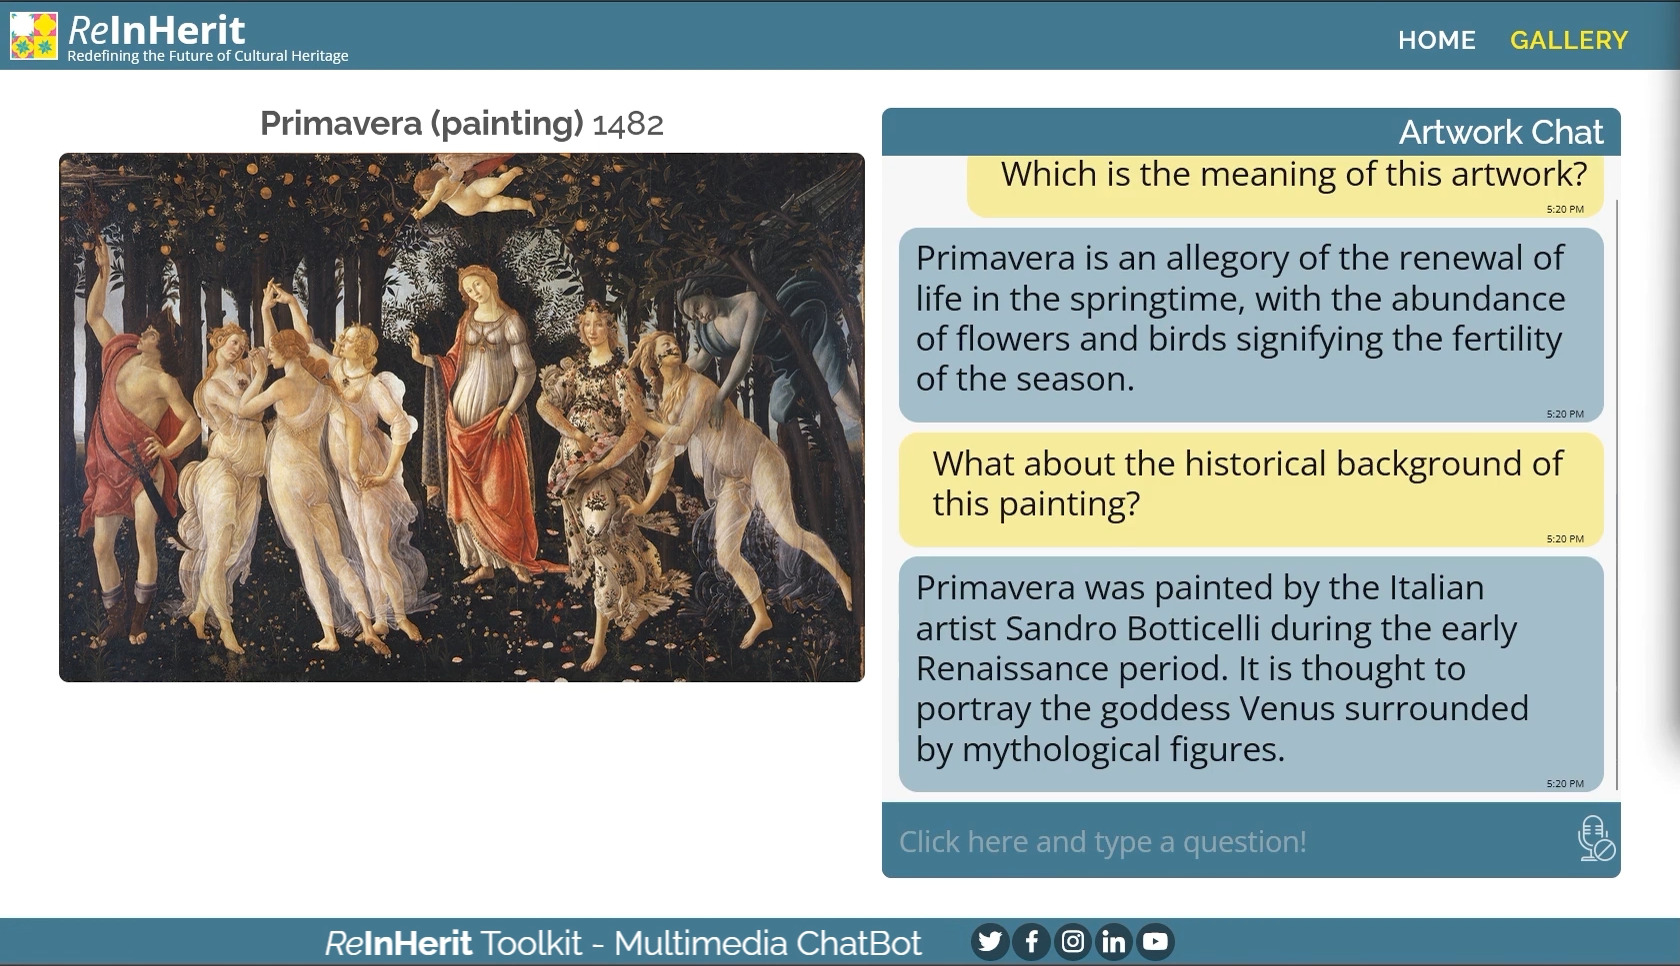 ReInHerit
Redefining the Future of Cultural Heritage
HOME GALLERY
Primavera (painting) 1482
Artwork Chat
Which is the meaning of this artwork?
5:20 PM
Primavera is an allegory of the renewal of
life in the springtime, with the abundance
of flowers and birds signifying the fertility
of the season.
5:20 PM
What about the historical background of
this painting?
5:20 PM
Primavera was painted by the Italian
artist Sandro Botticelli during the early
Renaissance period. It is thought to
portray the goddess Venus surrounded
by mythological figures.
5:20 PM
Click here and type a question!
ReInHerit Toolkit - Multimedia ChatBot